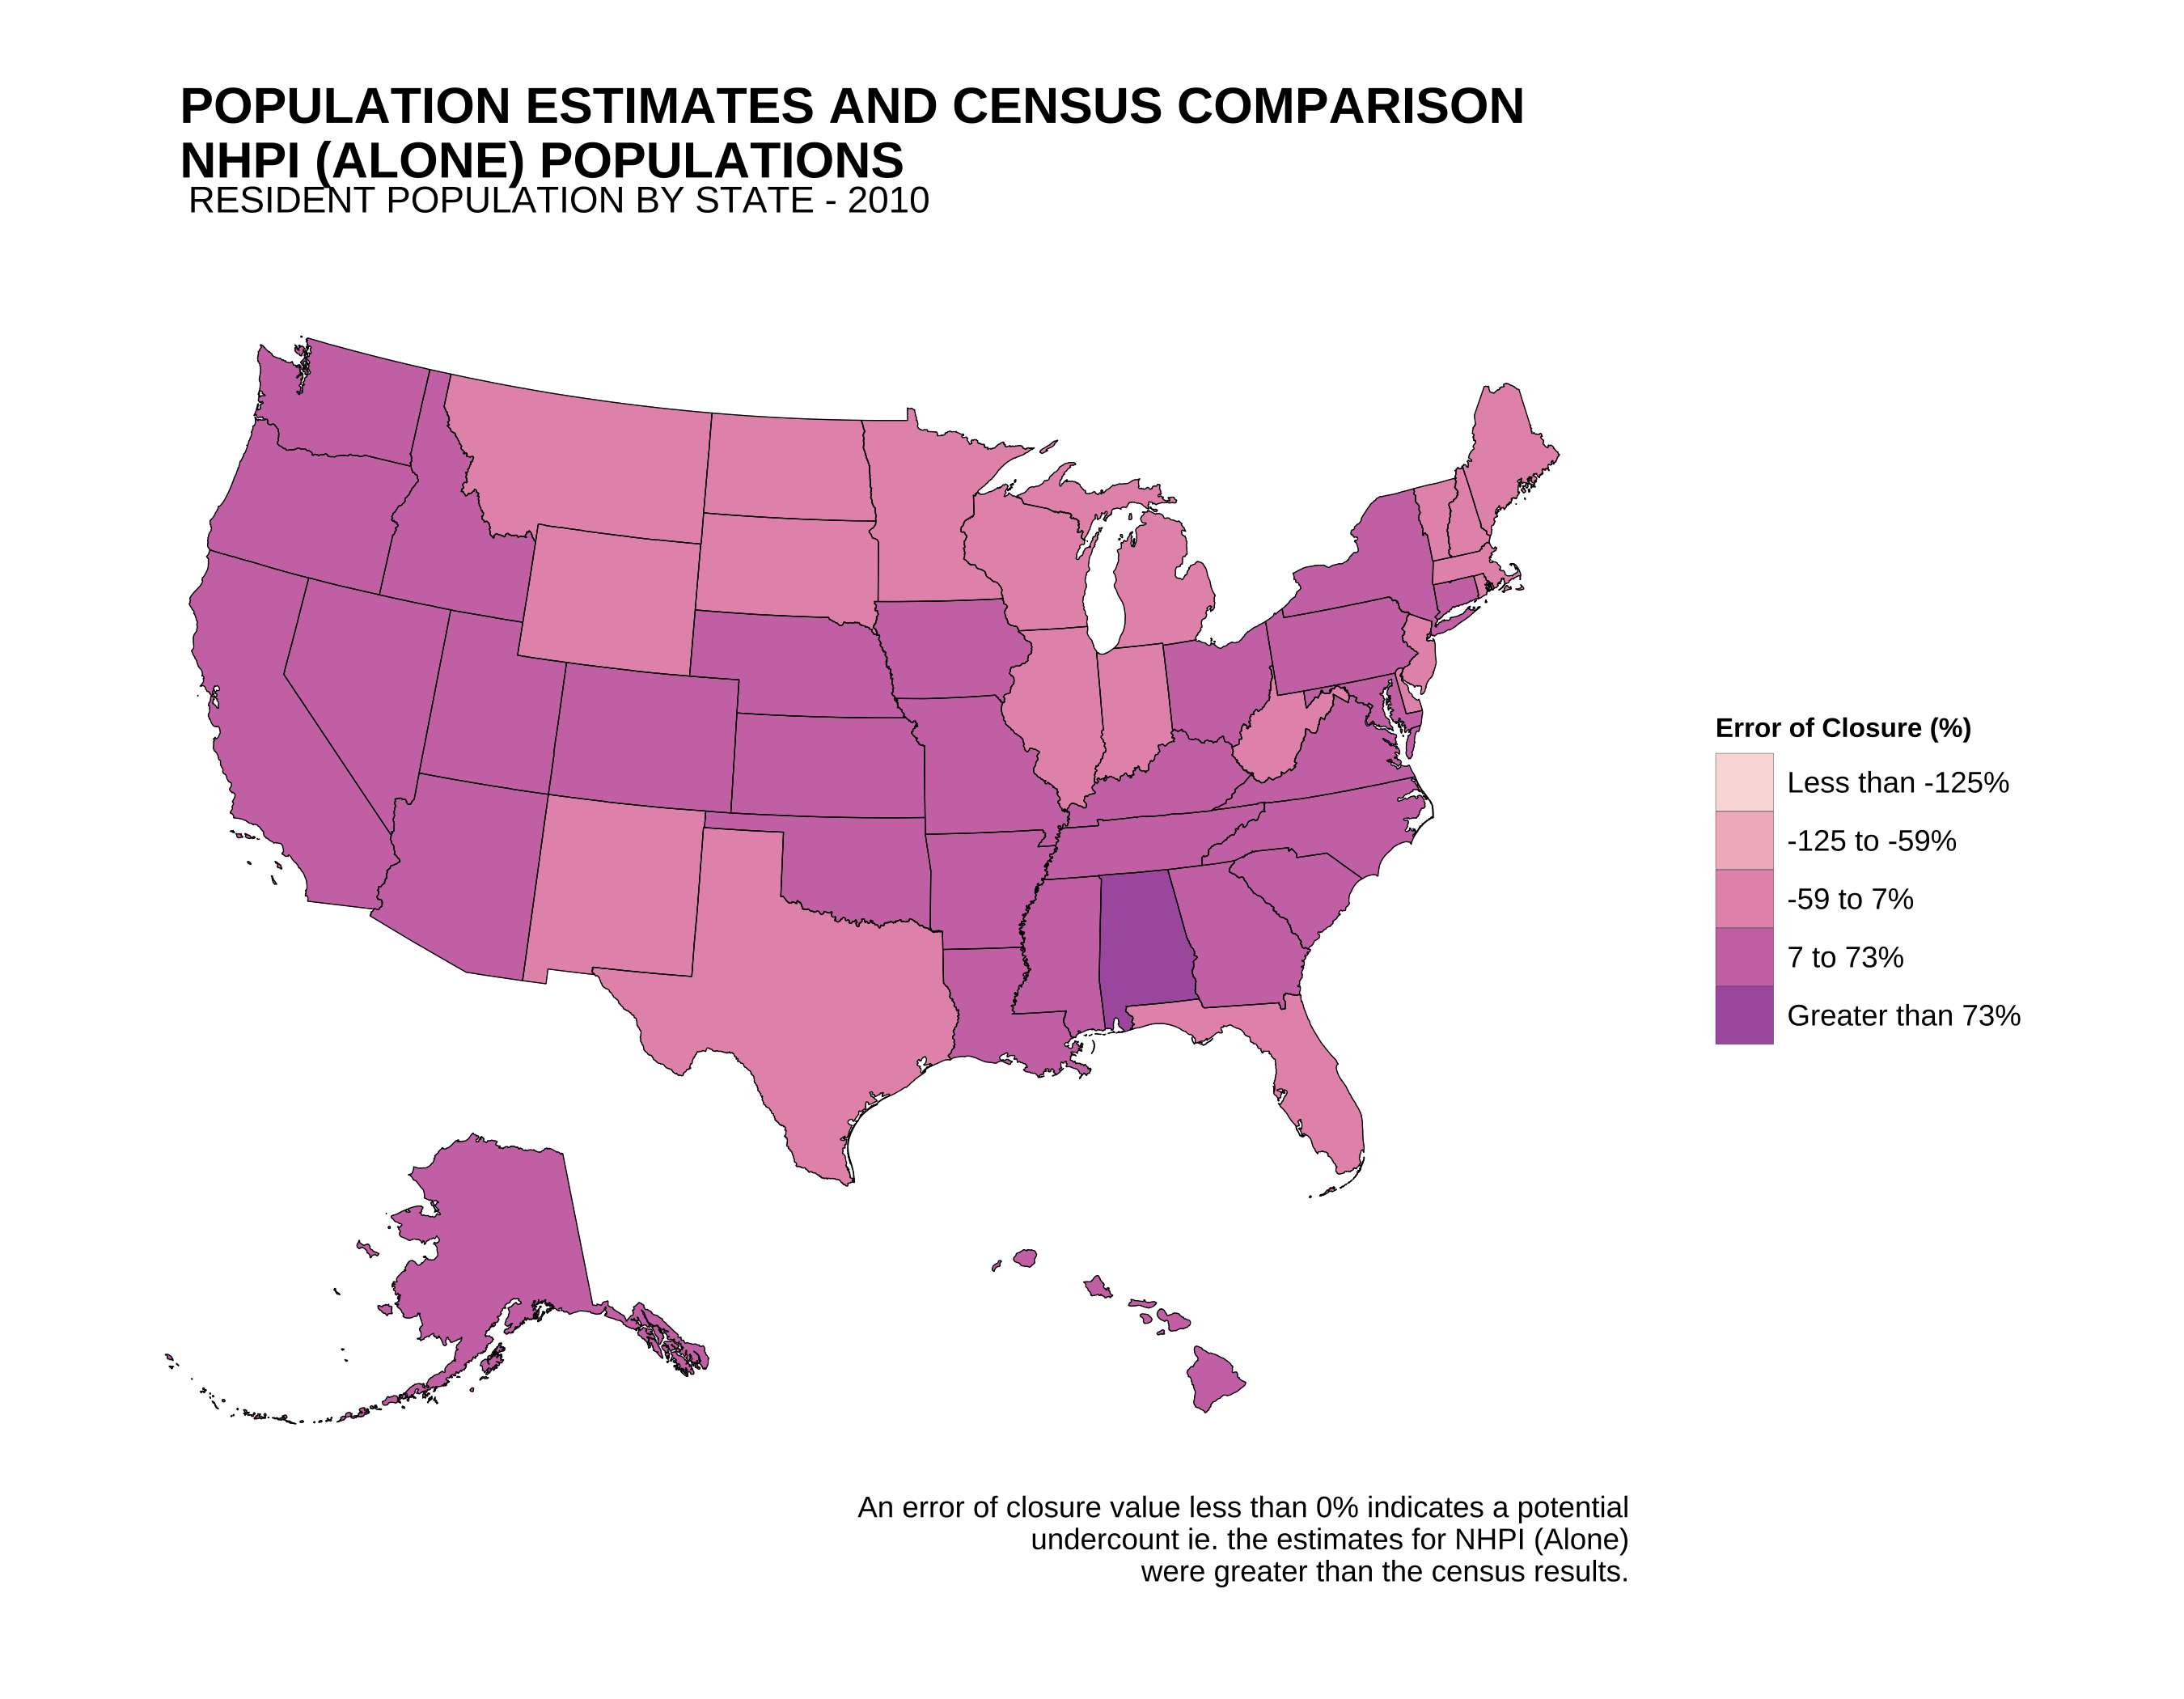 POPULATION ESTIMATES AND CENSUS COMPARISON
NHPI (ALONE) POPULATIONS
RESIDENT POPULATION BY STATE - 2010
Error of Closure (%)
Less than -125%
-125 to -59%
-59 to 7%
7 to 73%
Greater than 73%
An error of closure value less than 0% indicates a potential
undercount ie. the estimates for NHPI (Alone)
were greater than the census results.